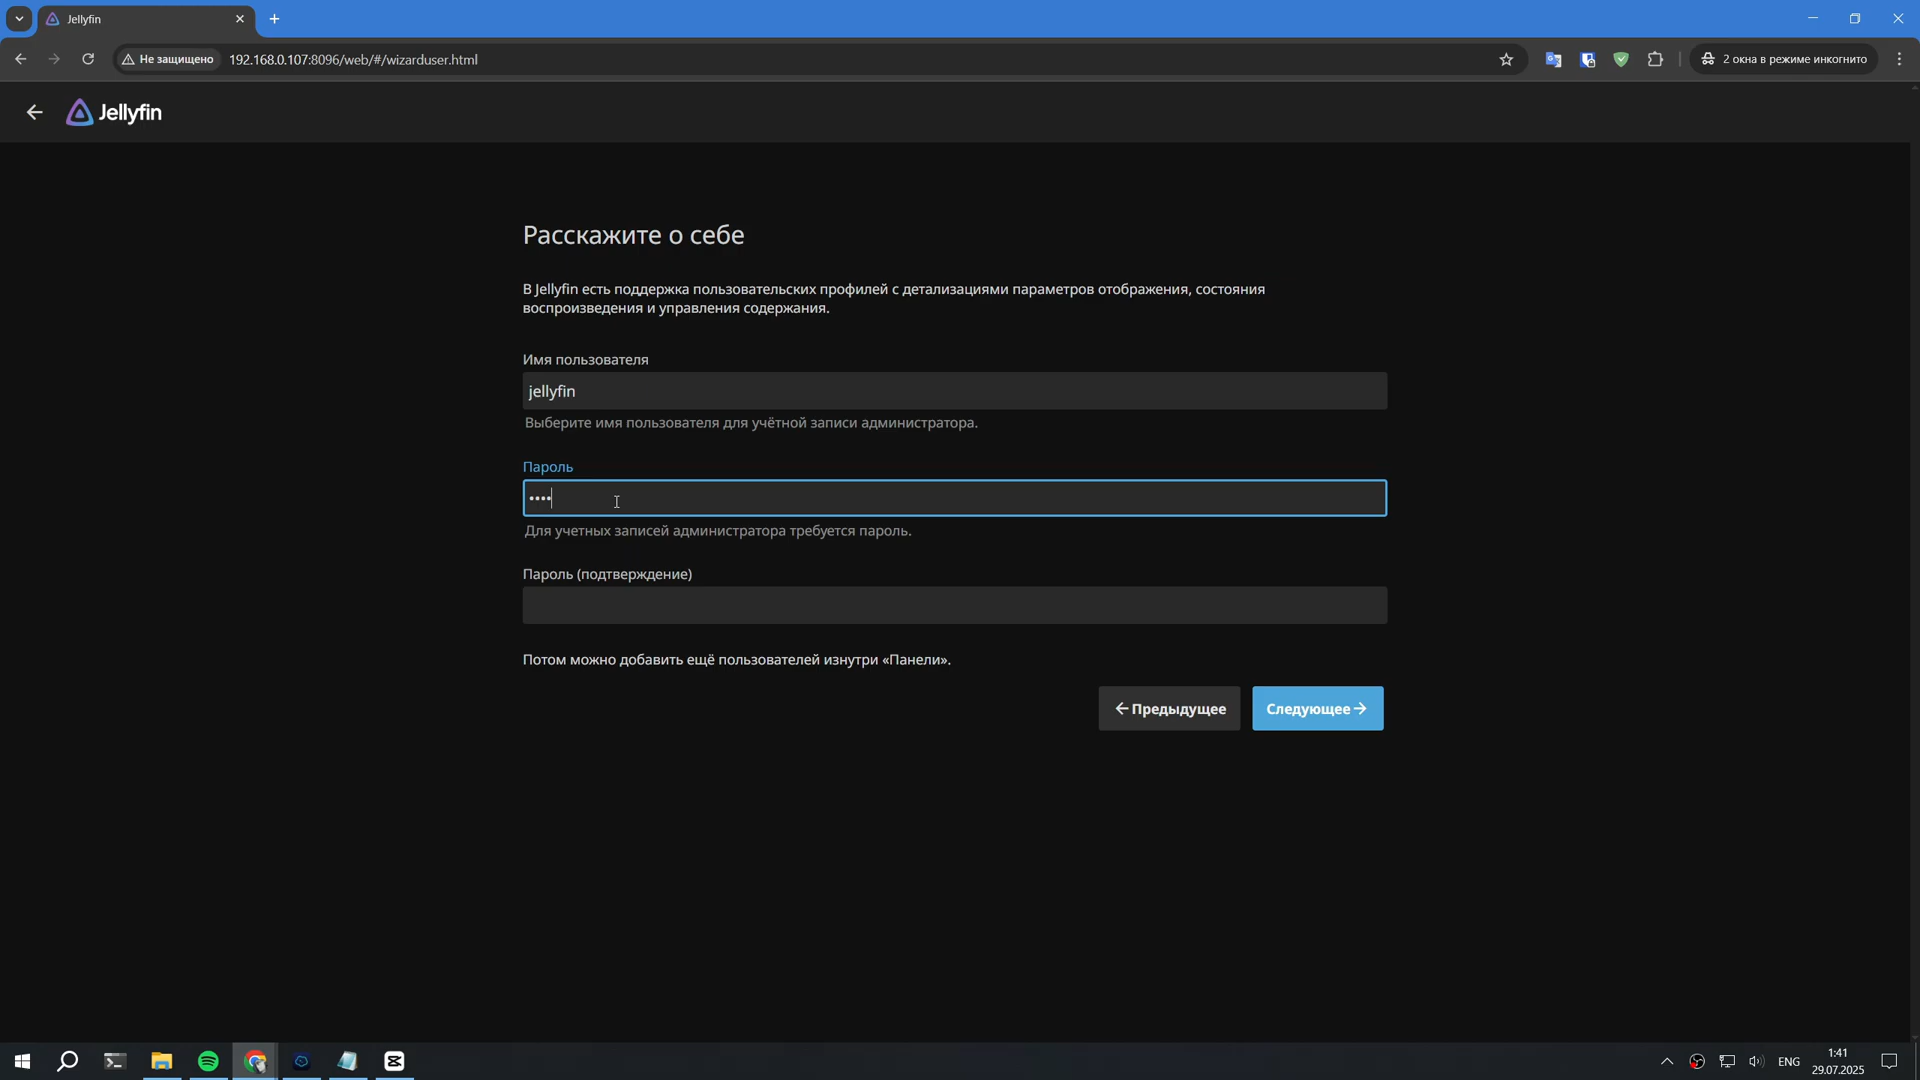 Jellyfin
Не защищено
192.168.0.107:8096/web/#/wizarduser.html
2 окна в режиме инкогнито
Jellyfin
Расскажите о себе
В Jellyfin есть поддержка пользовательских профилей с детализациями параметров отображения, состояния
воспроизведения и управления содержания.
Имя пользователя
jellyfin
Выберите имя пользователя для учётной записи администратора.
Пароль
••••
Для учетных записей администратора требуется пароль.
Пароль (подтверждение)
Потом можно добавить ещё пользователей изнутри «Панели».
Предыдущее
Следующее
ENG
1:41
29.07.2025